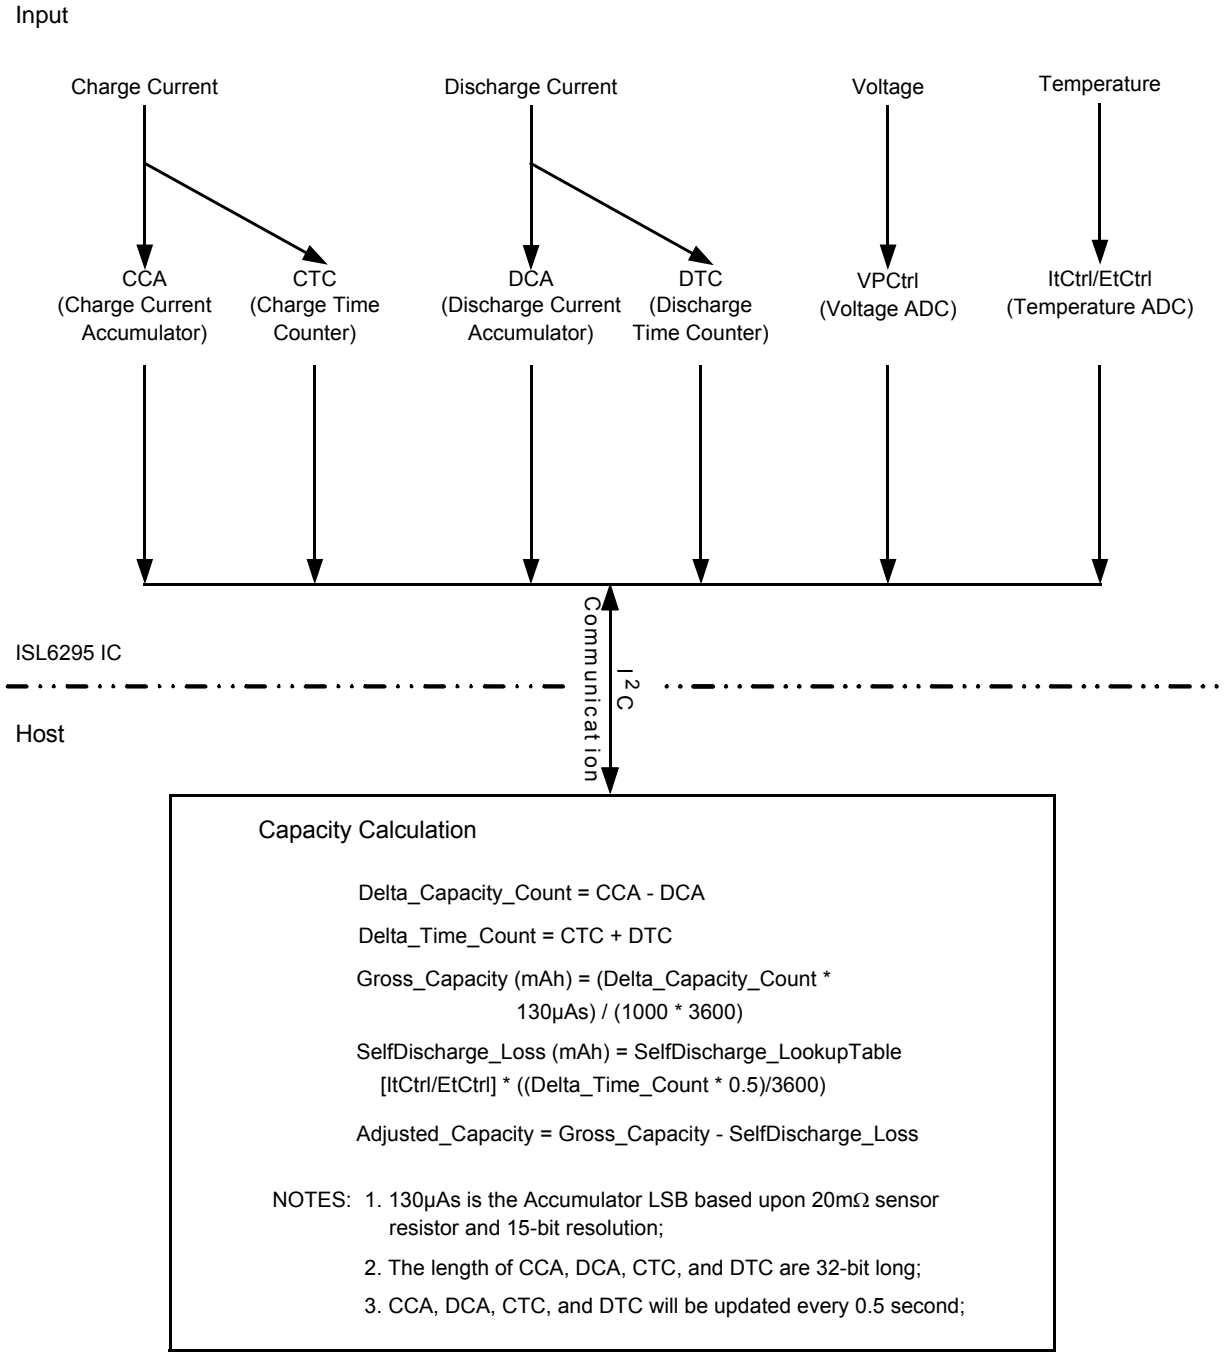 Input
Charge Current
Discharge Current
Voltage
Temperature
CCA
(Charge Current
Accumulator)
CTC
(Charge Time
Counter)
DCA
(Discharge Current
Accumulator)
DTC
(Discharge
Time Counter)
VPCtrl
(Voltage ADC)
ItCtrl/EtCtrl
(Temperature ADC)
I²C
Communication
ISL6295 IC
Host
Capacity Calculation
Delta_Capacity_Count = CCA - DCA
Delta_Time_Count = CTC + DTC
Gross_Capacity (mAh) = (Delta_Capacity_Count *
130µAs) / (1000 * 3600)
SelfDischarge_Loss (mAh) = SelfDischarge_LookupTable
[ItCtrl/EtCtrl] * ((Delta_Time_Count * 0.5)/3600)
Adjusted_Capacity = Gross_Capacity - SelfDischarge_Loss
NOTES: 1. 130µAs is the Accumulator LSB based upon 20mΩ sensor
resistor and 15-bit resolution;
2. The length of CCA, DCA, CTC, and DTC are 32-bit long;
3. CCA, DCA, CTC, and DTC will be updated every 0.5 second;